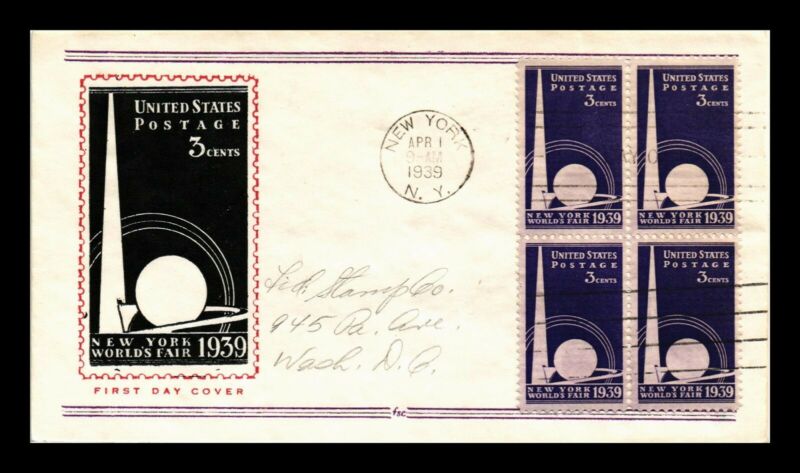 UNITED STATES
POSTAGE
3 CENTS
NEW YORK
WORLD'S FAIR 1939
FIRST DAY COVER
NEW YORK
APR 1
9-AM
1939
N. Y.
Fed. Stamp Co.
945 Pa. Ave.
Wash. D. C.
UNITED STATES
POSTAGE
3 CENTS
NEW YORK
WORLD'S FAIR 1939
UNITED STATES
POSTAGE
3 CENTS
NEW YORK
WORLD'S FAIR 1939
UNITED STATES
POSTAGE
3 CENTS
NEW YORK
WORLD'S FAIR 1939
UNITED STATES
POSTAGE
3 CENTS
NEW YORK
WORLD'S FAIR 1939
fsc